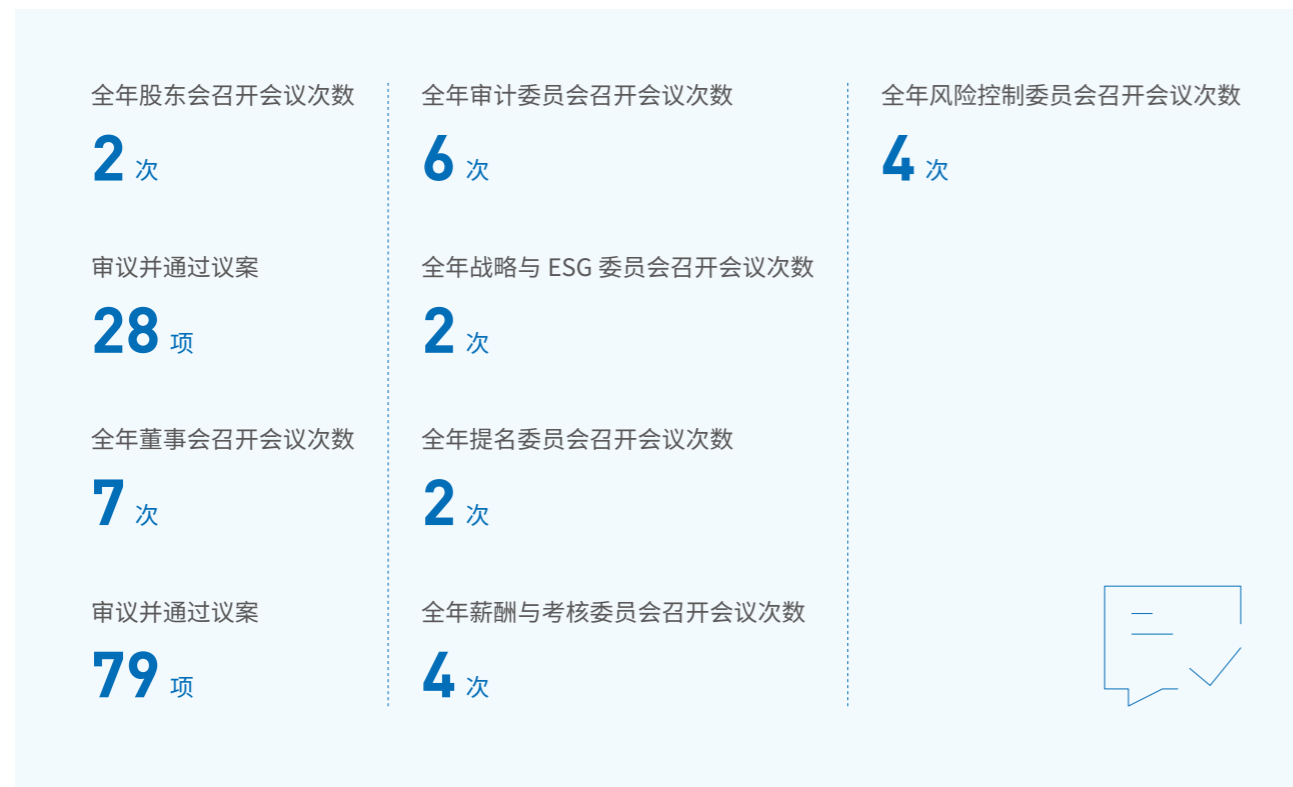 全年股东会召开会议次数
2 次
审议并通过议案
28 项
全年董事会召开会议次数
7 次
审议并通过议案
79 项
全年审计委员会召开会议次数
6 次
全年战略与 ESG 委员会召开会议次数
2 次
全年提名委员会召开会议次数
2 次
全年薪酬与考核委员会召开会议次数
4 次
全年风险控制委员会召开会议次数
4 次